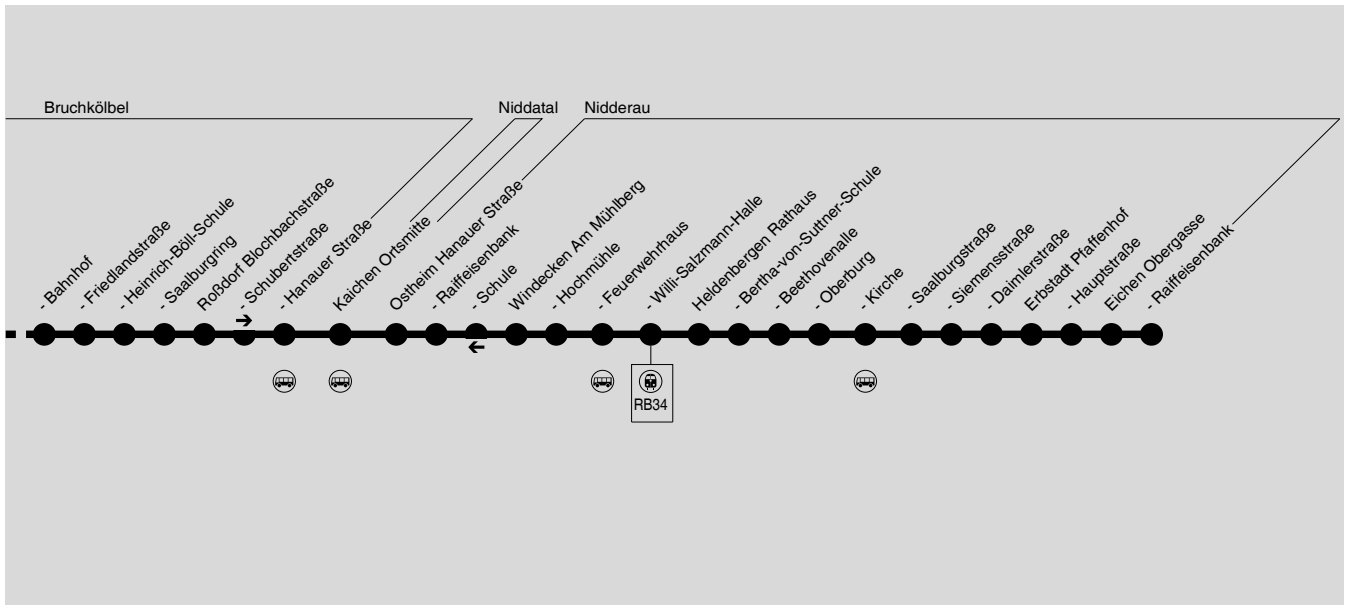 Bruchkölbel
Niddatal
Nidderau
- Bahnhof
- Friedlandstraße
- Heinrich-Böll-Schule
- Saalburgring
Roßdorf Blochbachstraße
- Schubertstraße
- Hanauer Straße
Kaichen Ortsmitte
Ostheim Hanauer Straße
- Raiffeisenbank
- Schule
Windecken Am Mühlberg
- Hochmühle
- Feuerwehrhaus
- Willi-Salzmann-Halle
Heldenbergen Rathaus
- Bertha-von-Suttner-Schule
- Beethovenalle
- Oberburg
- Kirche
- Saalburgstraße
- Siemensstraße
- Daimlerstraße
Erbstadt Pfaffenhof
- Hauptstraße
Eichen Obergasse
- Raiffeisenbank
RB34